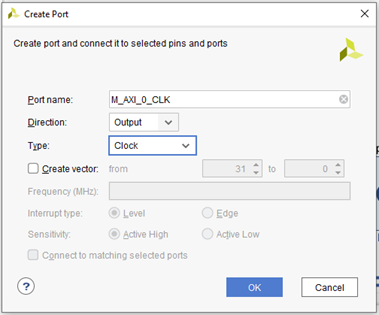 Create Port
Create port and connect it to selected pins and ports
Port name: M_AXI_0_CLK
Direction: Output
Type: Clock
Create vector: from 31 to 0
Frequency (MHz):
Interrupt type: Level Edge
Sensitivity: Active High Active Low
Connect to matching selected ports
? OK Cancel